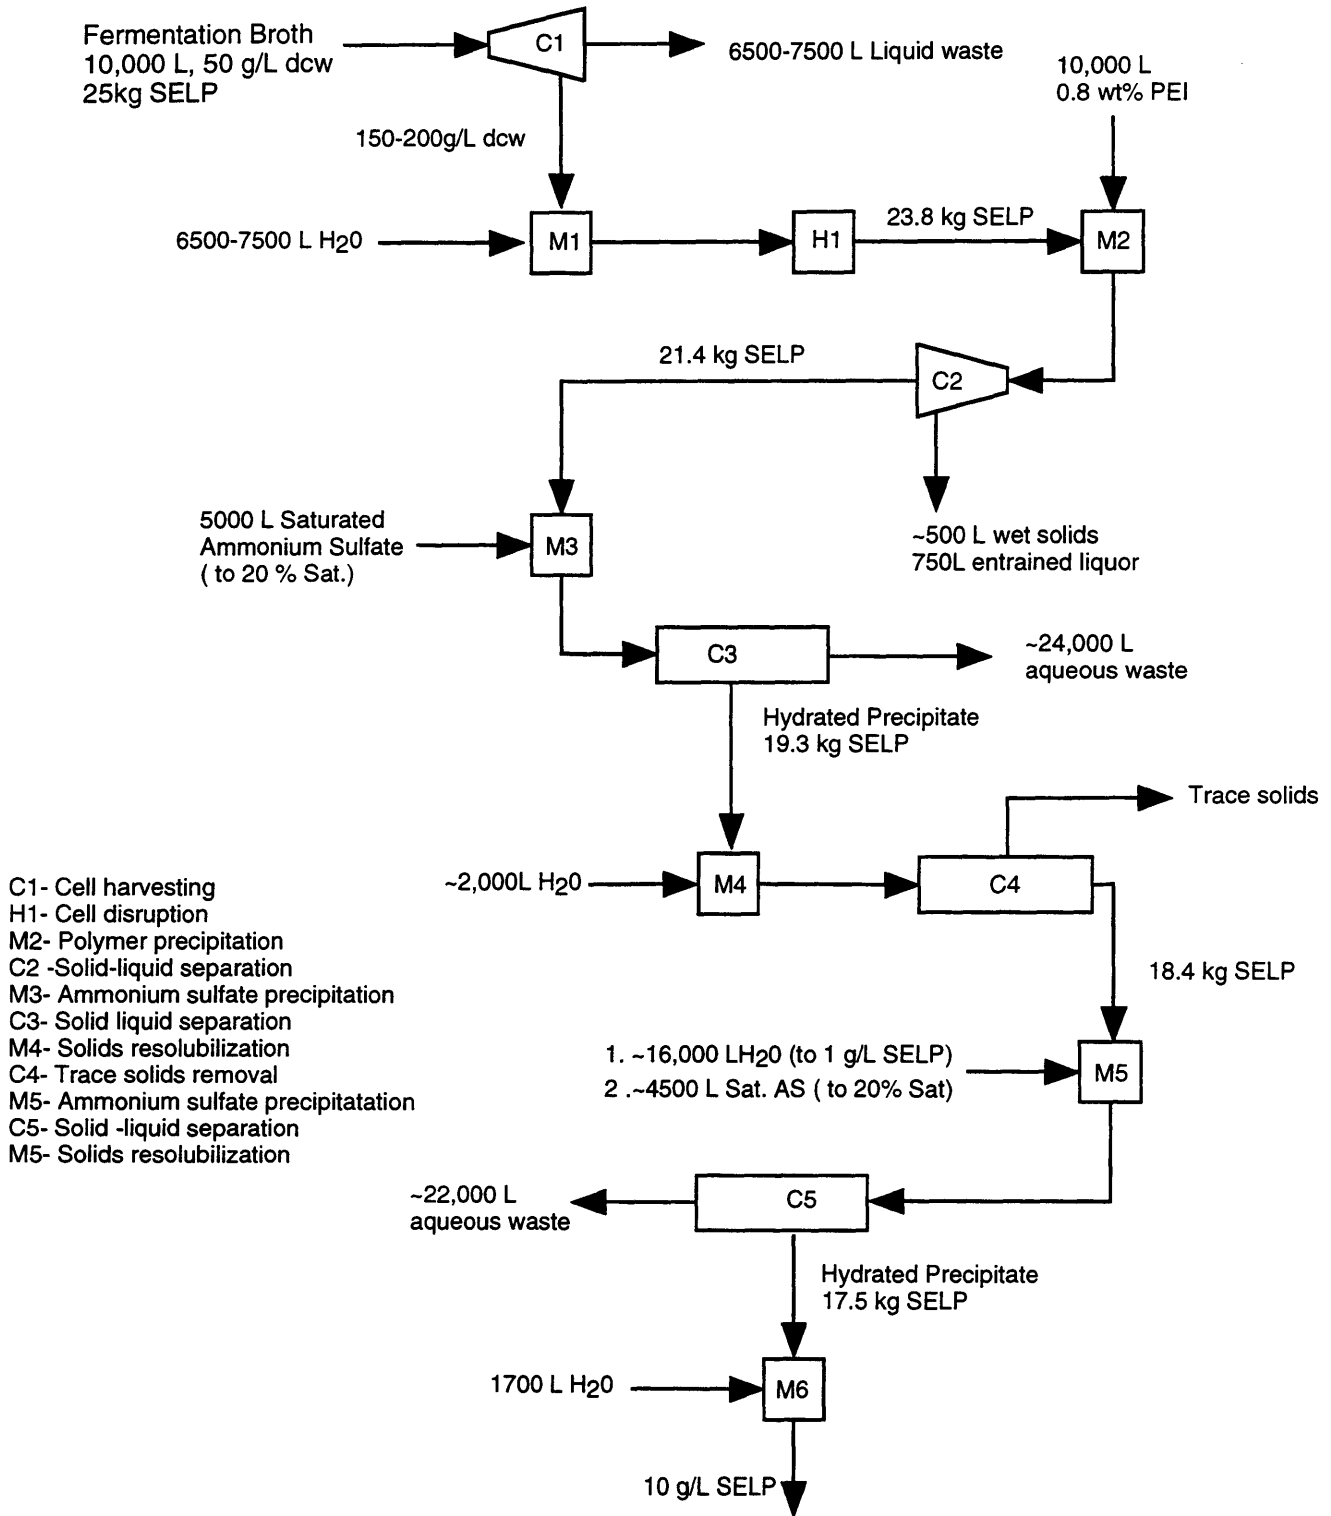 Fermentation Broth
10,000 L, 50 g/L dcw
25kg SELP
C1
6500-7500 L Liquid waste
10,000 L
0.8 wt% PEI
150-200g/L dcw
6500-7500 L H20
M1
H1
23.8 kg SELP
M2
21.4 kg SELP
C2
~500 L wet solids
750L entrained liquor
5000 L Saturated
Ammonium Sulfate
( to 20 % Sat.)
M3
C3
~24,000 L
aqueous waste
Hydrated Precipitate
19.3 kg SELP
Trace solids
~2,000L H20
M4
C4
18.4 kg SELP
C1- Cell harvesting
H1- Cell disruption
M2- Polymer precipitation
C2 -Solid-liquid separation
M3- Ammonium sulfate precipitation
C3- Solid liquid separation
M4- Solids resolubilization
C4- Trace solids removal
M5- Ammonium sulfate precipitatation
C5- Solid -liquid separation
M5- Solids resolubilization
1. ~16,000 LH20 (to 1 g/L SELP)
2 .~4500 L Sat. AS ( to 20% Sat)
M5
~22,000 L
aqueous waste
C5
Hydrated Precipitate
17.5 kg SELP
1700 L H20
M6
10 g/L SELP